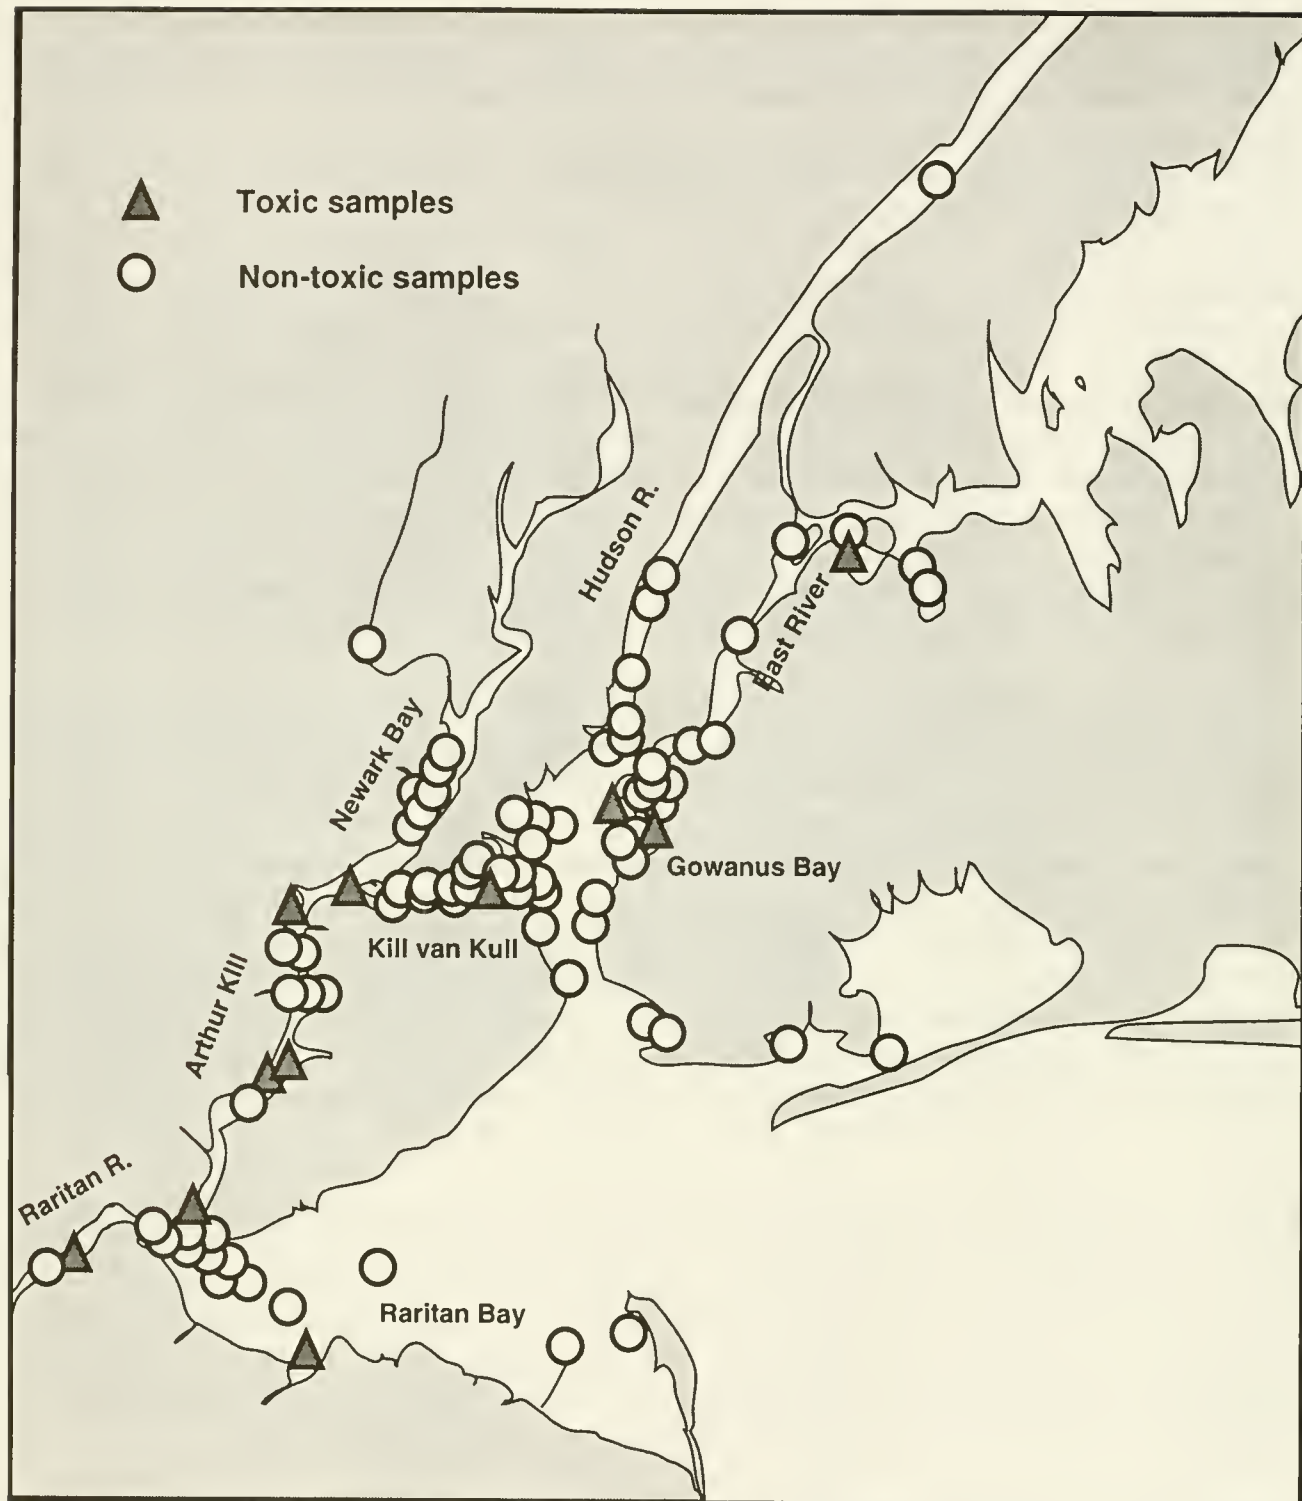 Toxic samples
Non-toxic samples
Hudson R.
East River
Newark Bay
Gowanus Bay
Kill van Kull
Arthur KIll
Raritan R.
Raritan Bay